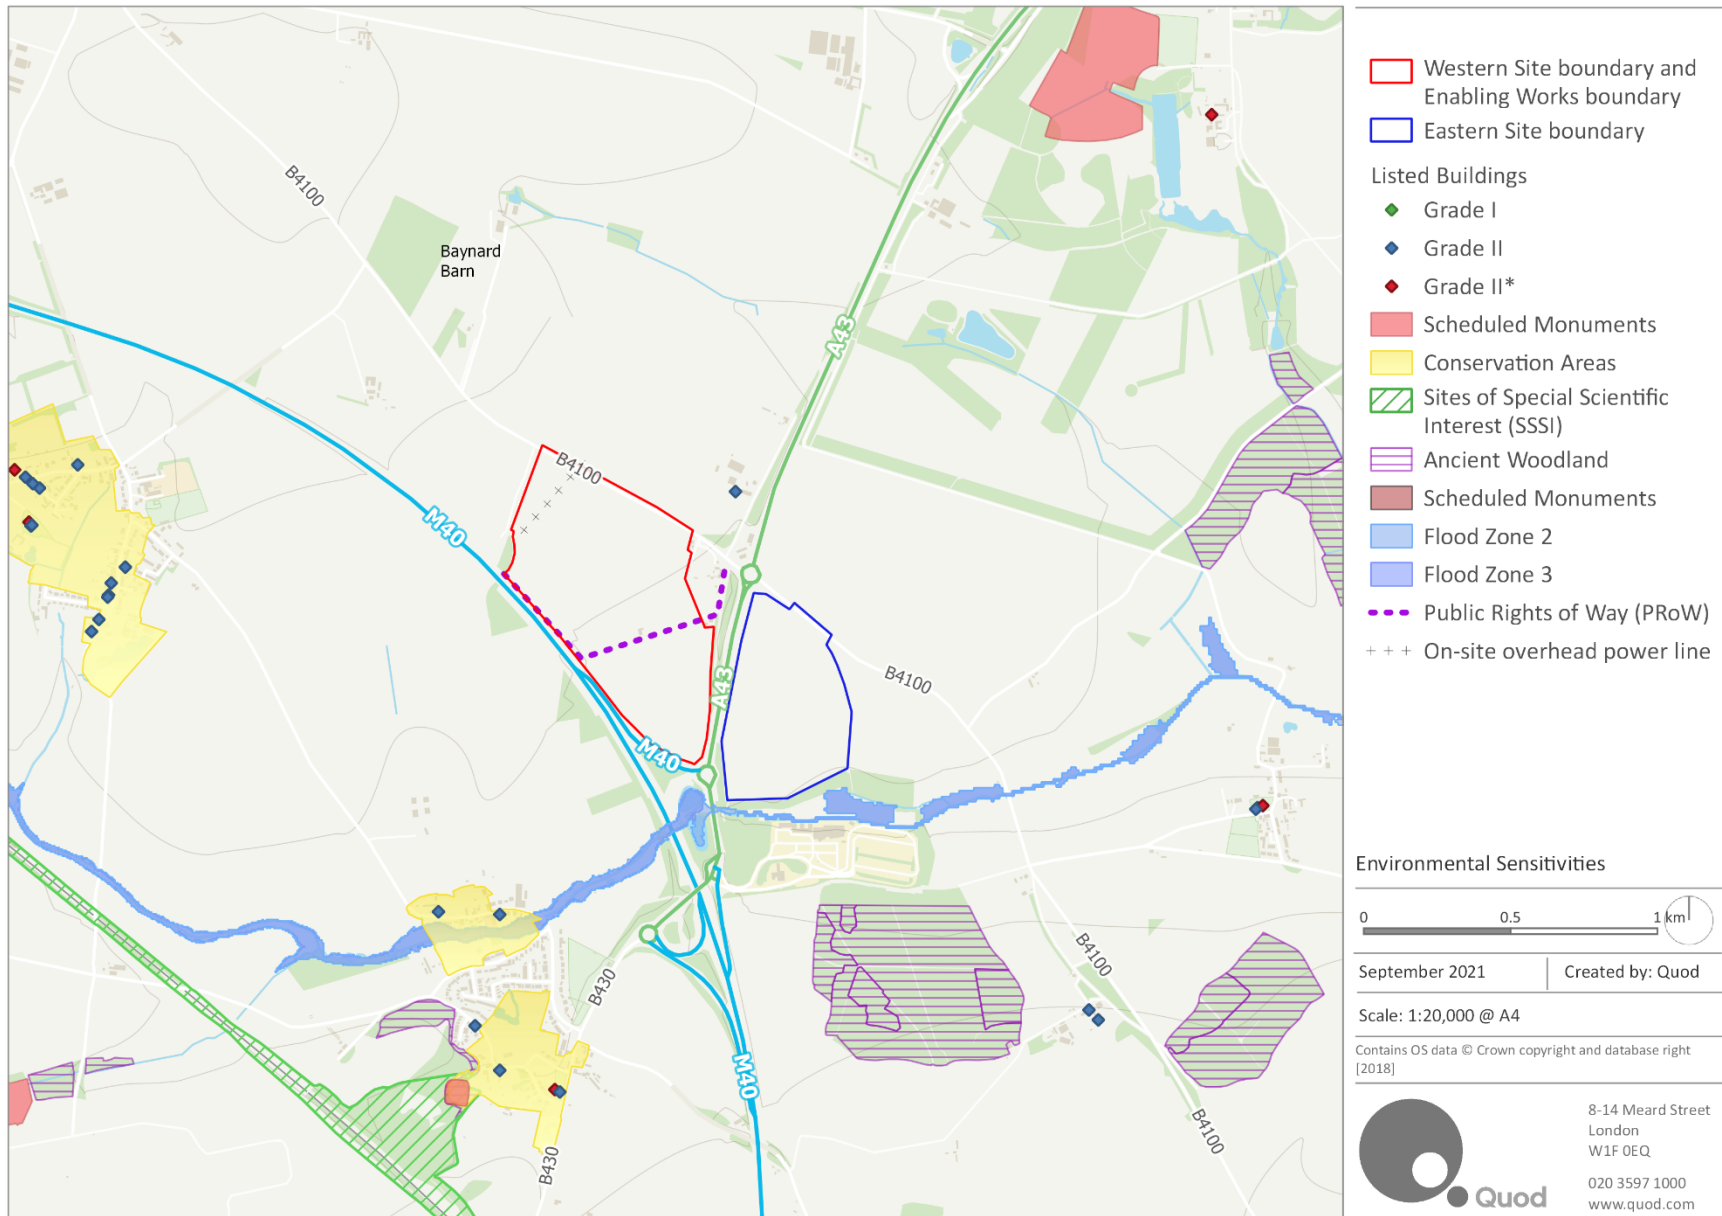 B4100
Baynard
Barn
A43
B4100
M40
A43
B4100
M40
B4100
B430
M40
B4100
B430
Western Site boundary and
Enabling Works boundary
Eastern Site boundary
Listed Buildings
Grade I
Grade II
Grade II*
Scheduled Monuments
Conservation Areas
Sites of Special Scientific
Interest (SSSI)
Ancient Woodland
Scheduled Monuments
Flood Zone 2
Flood Zone 3
Public Rights of Way (PRoW)
On-site overhead power line
Environmental Sensitivities
0 0.5 1 km
September 2021 Created by: Quod
Scale: 1:20,000 @ A4
Contains OS data © Crown copyright and database right
[2018]
Quod
8-14 Meard Street
London
W1F 0EQ
020 3597 1000
www.quod.com